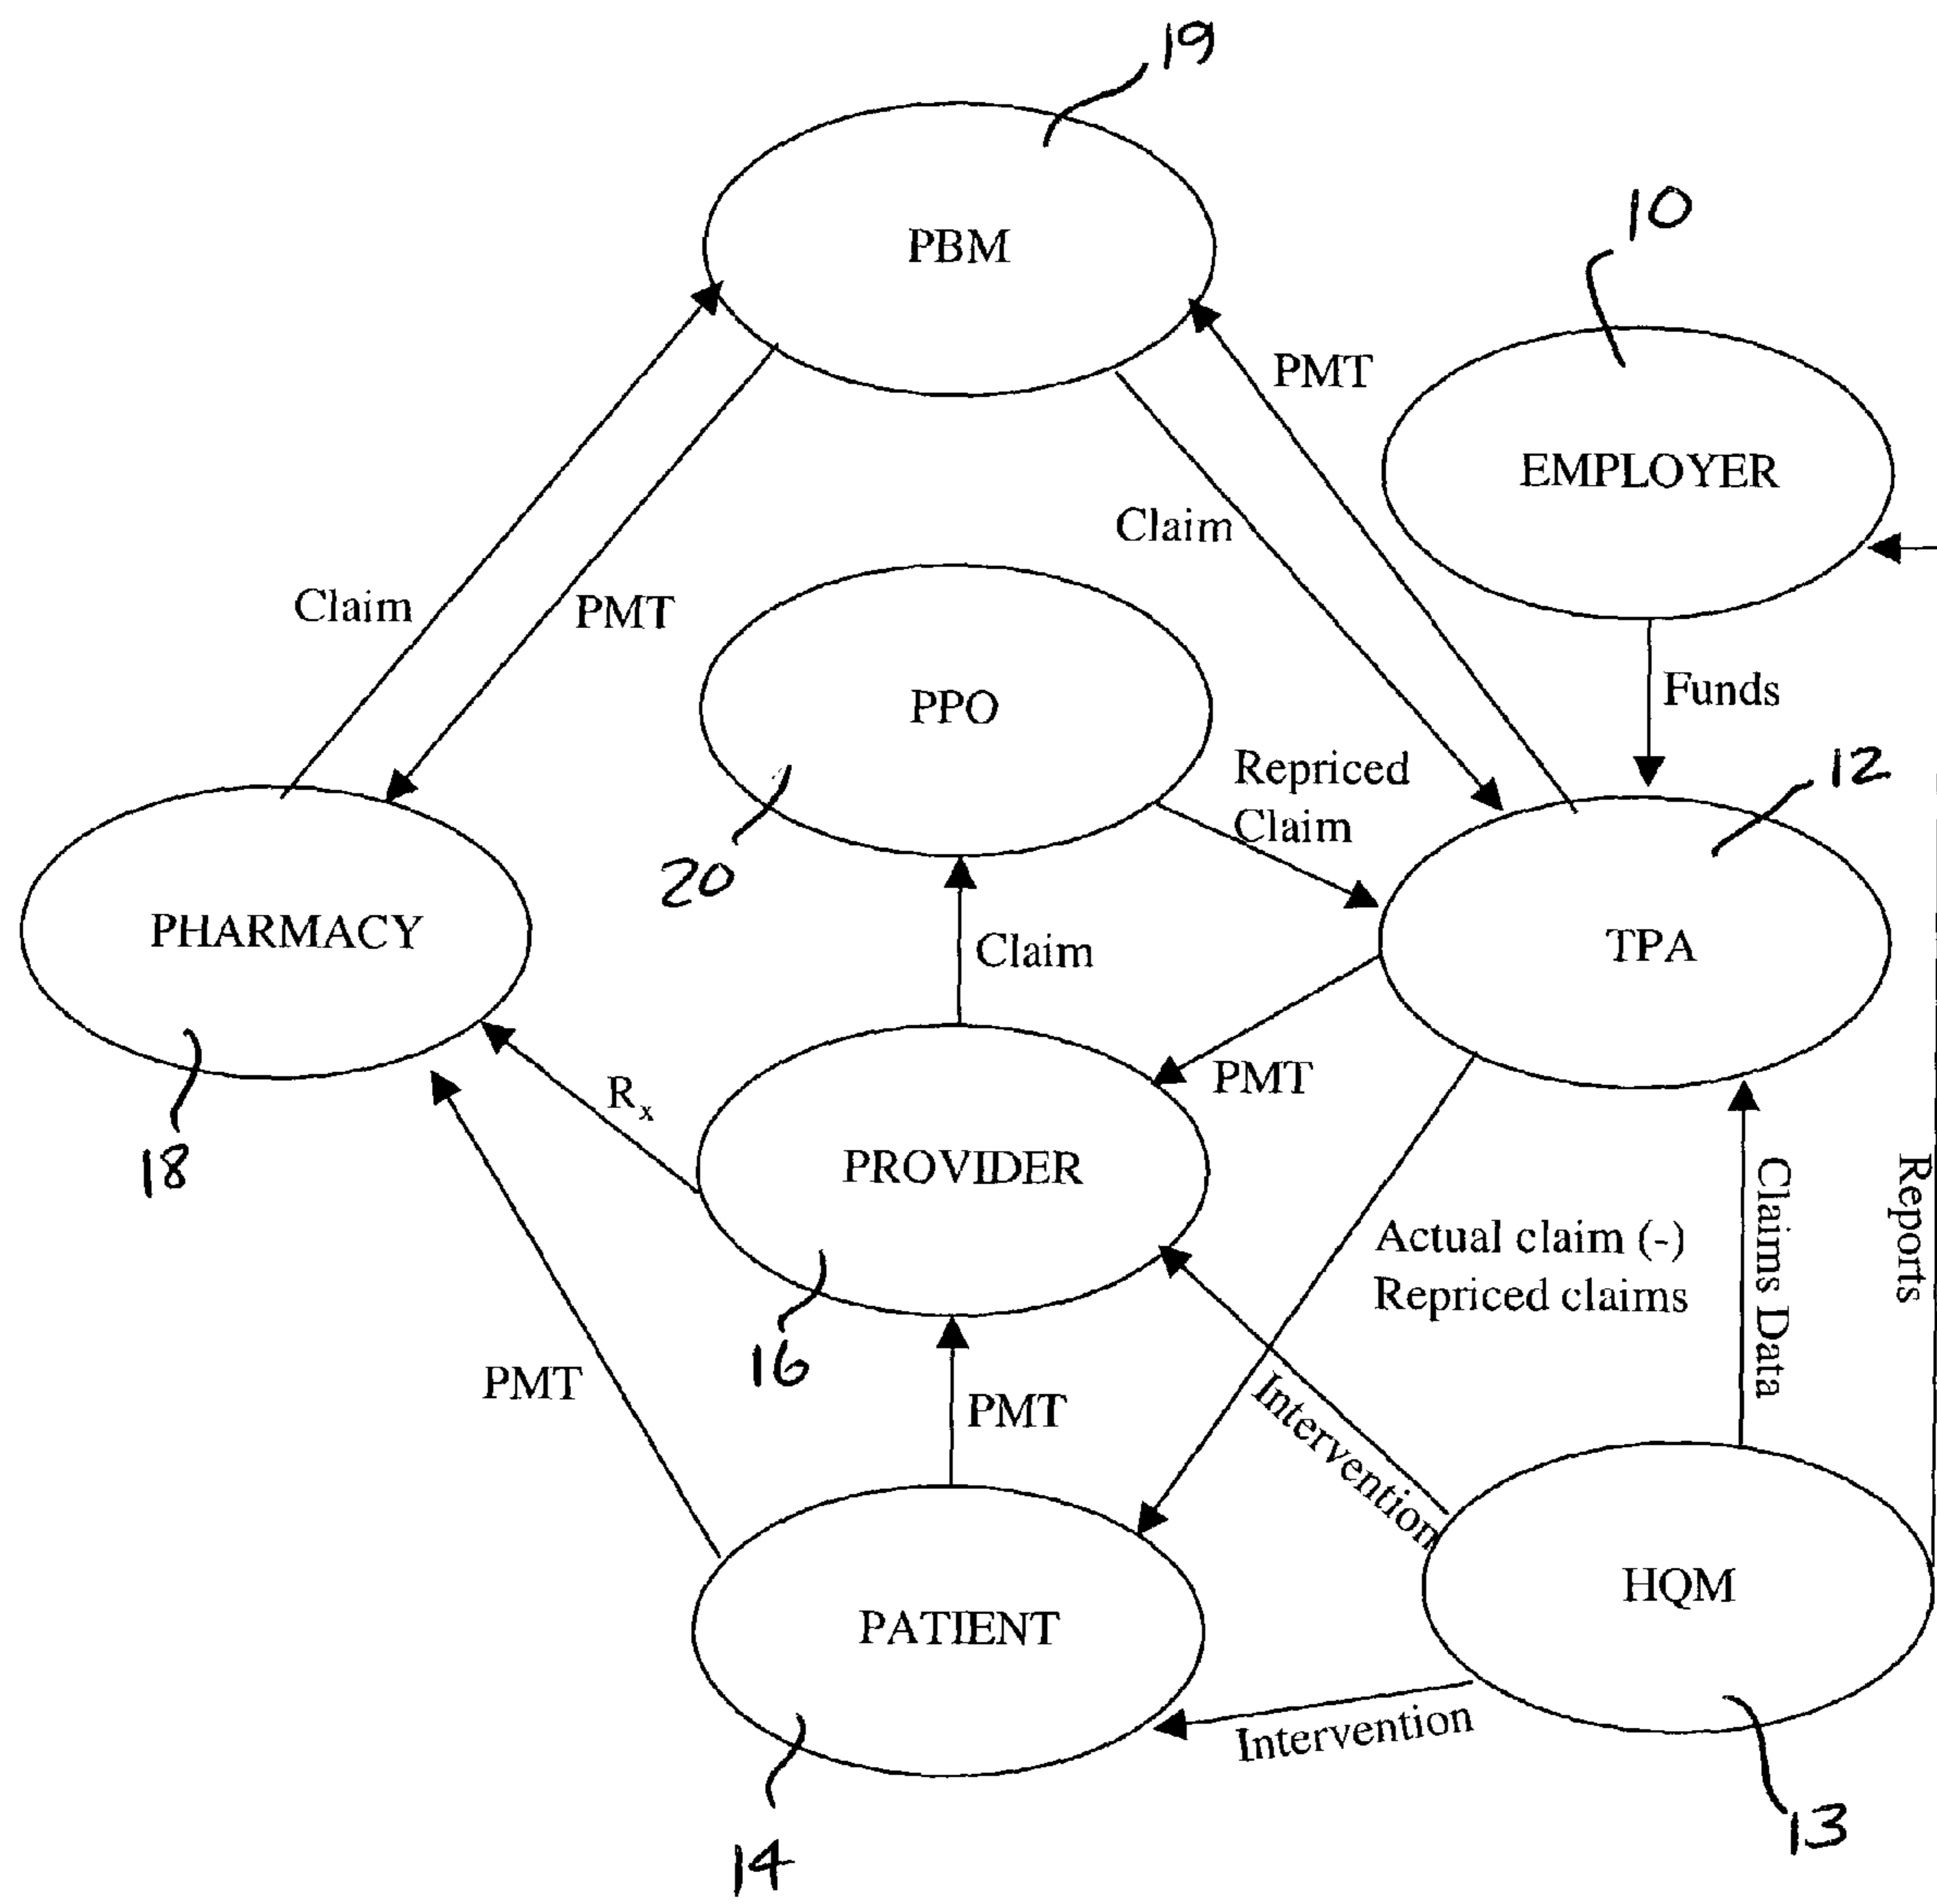 19
PBM
10
PMT
EMPLOYER
Claim
Claim
PMT
Funds
PPO
Repriced
Claim
12
20
PHARMACY
Claim
TPA
PMT
Rx
18
PROVIDER
Actual claim (-)
Repriced claims
Claims Data
Reports
16
PMT
PMT
Intervention
HQM
PATIENT
Intervention
13
14